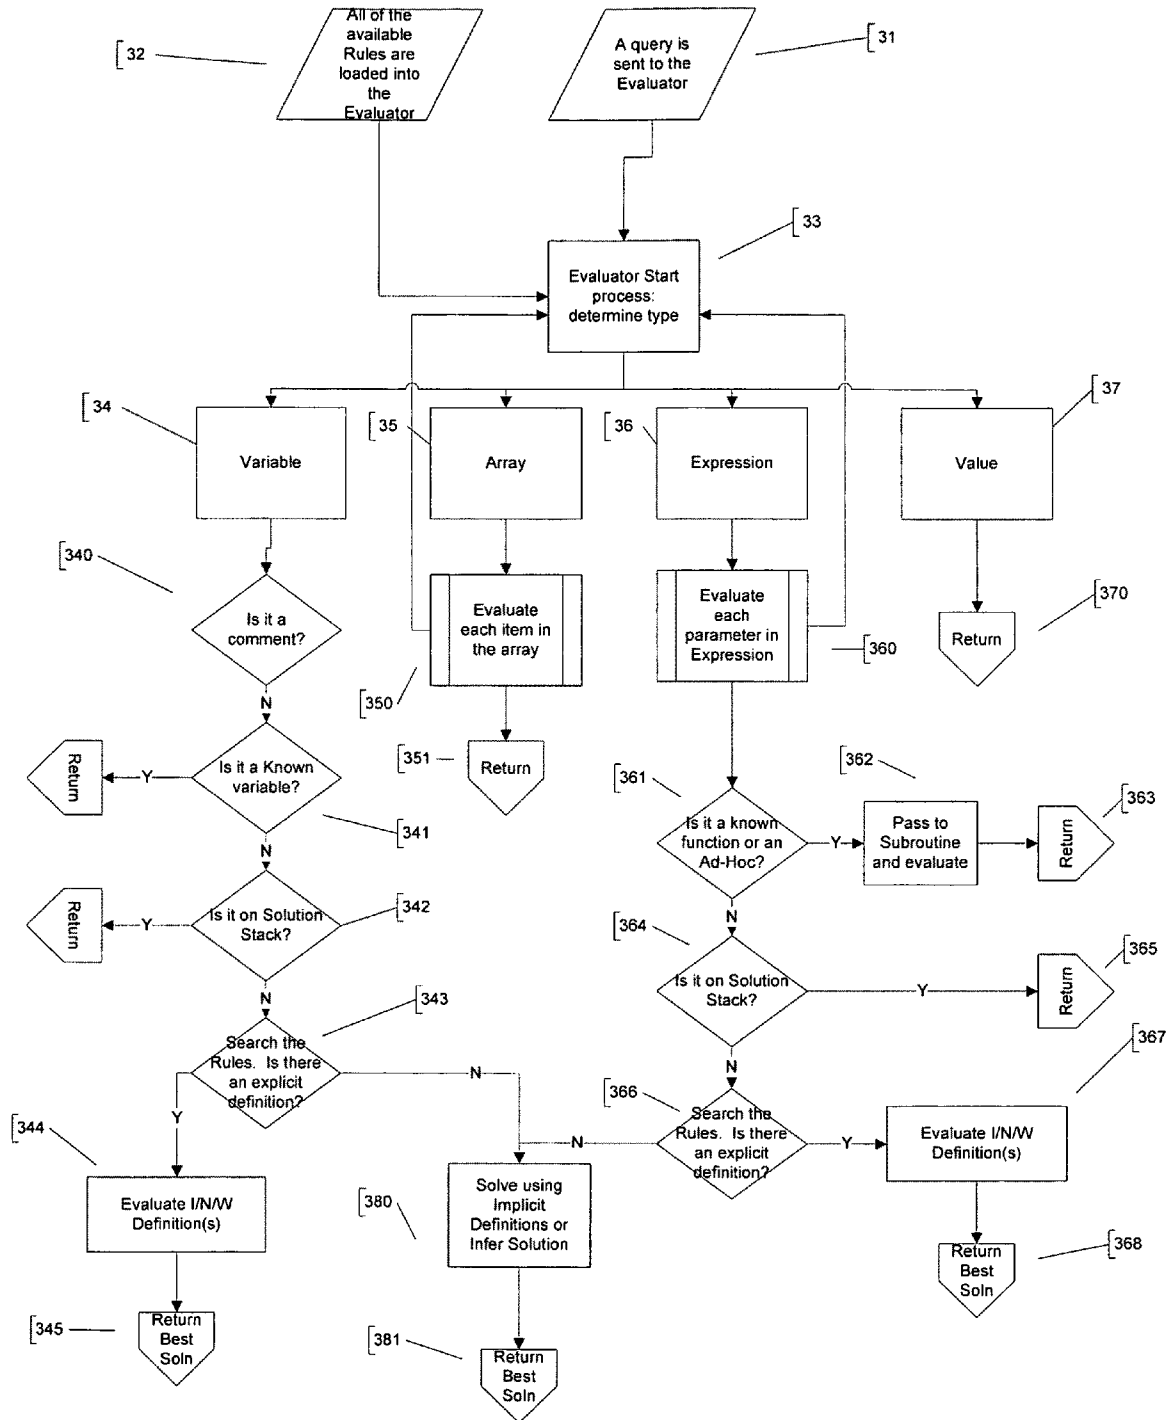 All of the
available
Rules are
loaded into
the
Evaluator
32
A query is
sent to the
Evaluator
31
33
Evaluator Start
process:
determine type
34
Variable
35
Array
36
Expression
37
Value
340
Is it a
comment?
Evaluate
each item in
the array
350
Evaluate
each
parameter in
Expression
360
370
Return
N
Return
Y
Is it a Known
variable?
341
351
Return
361
Is it a known
function or an
Ad-Hoc?
Y
362
Pass to
Subroutine
and evaluate
363
Return
N
Return
Y
Is it on Solution
Stack?
342
N
364
Is it on Solution
Stack?
Y
365
Return
N
343
Search the
Rules. Is there
an explicit
definition?
N
Y
N
366
Search the
Rules. Is there
an explicit
definition?
N
Y
367
Evaluate I/N/W
Definition(s)
344
Evaluate I/N/W
Definition(s)
380
Solve using
Implicit
Definitions or
Infer Solution
368
Return
Best
Soln
345
Return
Best
Soln
381
Return
Best
Soln